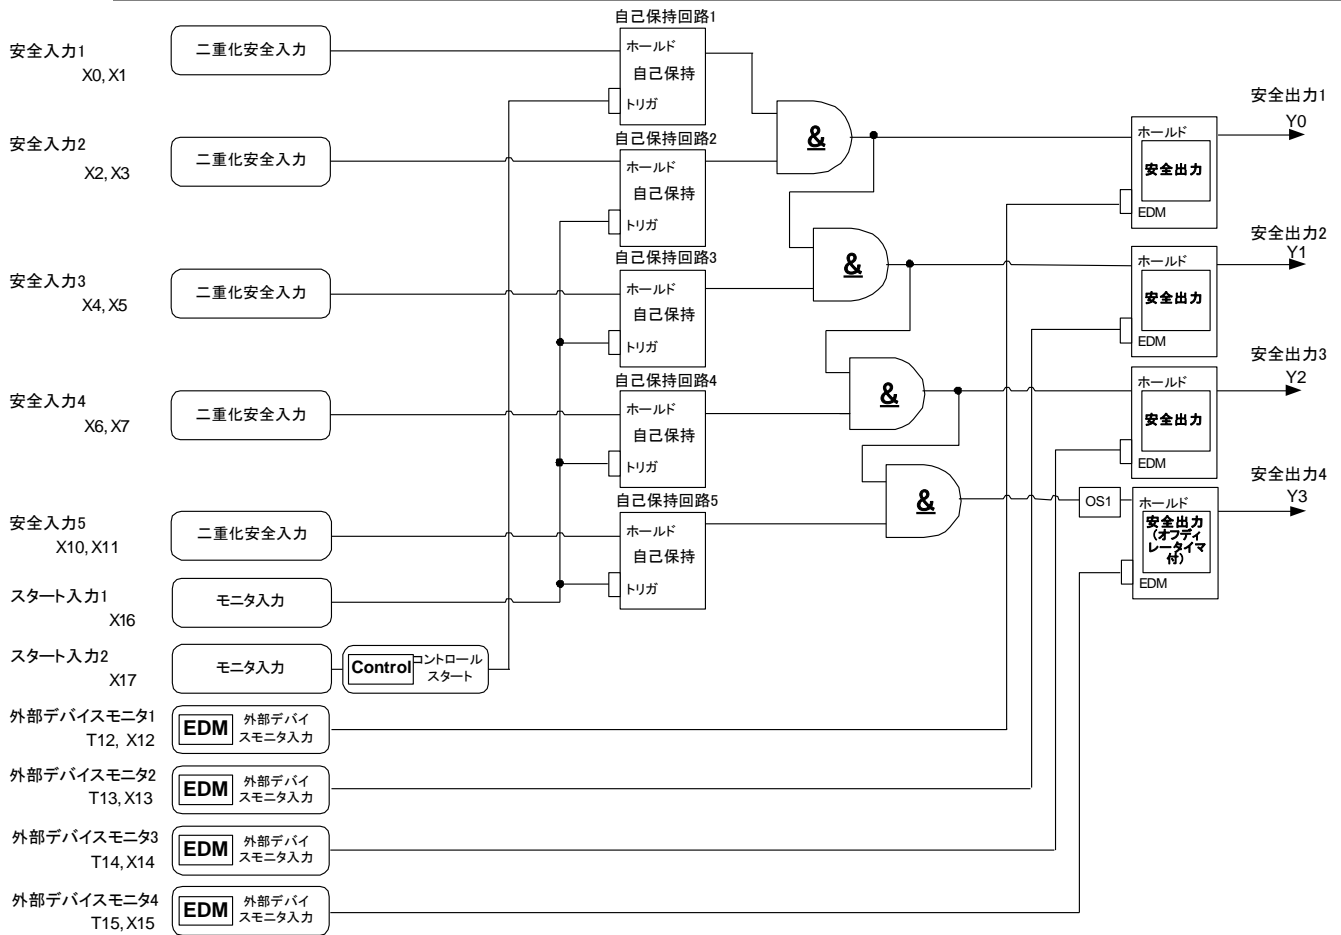 安全入力1
X0, X1
二重化安全入力
自己保持回路1
ホールド
自己保持
トリガ
&
安全出力1
Y0
ホールド
安全出力
EDM
安全入力2
X2, X3
二重化安全入力
自己保持回路2
ホールド
自己保持
トリガ
&
安全出力2
Y1
ホールド
安全出力
EDM
安全入力3
X4, X5
二重化安全入力
自己保持回路3
ホールド
自己保持
トリガ
&
安全出力3
Y2
ホールド
安全出力
EDM
安全入力4
X6, X7
二重化安全入力
自己保持回路4
ホールド
自己保持
トリガ
&
OS1
安全出力4
Y3
ホールド
安全出力
(オフディ
レータイマ
付)
EDM
安全入力5
X10, X11
二重化安全入力
自己保持回路5
ホールド
自己保持
トリガ
スタート入力1
X16
モニタ入力
スタート入力2
X17
モニタ入力
Control
コントロール
スタート
外部デバイスモニタ1
T12, X12
EDM
外部デバイ
スモニタ入力
外部デバイスモニタ2
T13, X13
EDM
外部デバイ
スモニタ入力
外部デバイスモニタ3
T14, X14
EDM
外部デバイ
スモニタ入力
外部デバイスモニタ4
T15, X15
EDM
外部デバイ
スモニタ入力